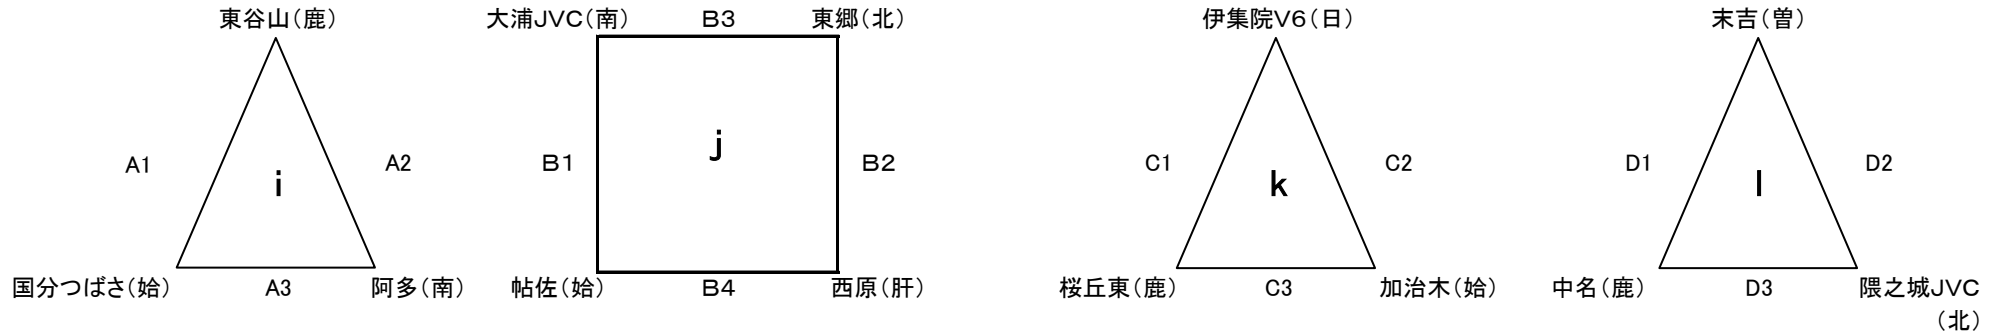 東谷山（鹿）
大浦JVC（南）
B3
東郷（北）
伊集院V6（日）
末吉（曽）
A1
i
A2
B1
j
B2
C1
k
C2
D1
l
D2
国分つばさ（姶）
A3
阿多（南）
帖佐（姶）
B4
西原（肝）
桜丘東（鹿）
C3
加治木（姶）
中名（鹿）
D3
隈之城JVC
（北）